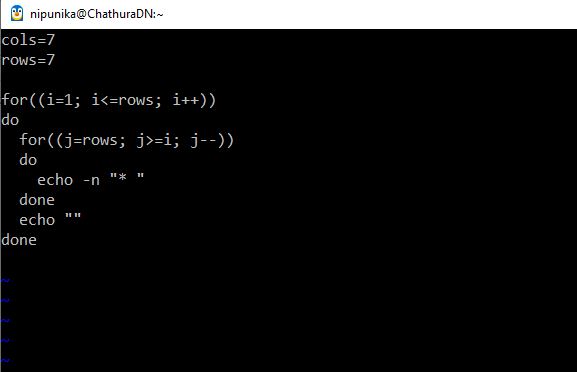 nipunika@ChathuraDN:~
cols=7
rows=7
for((i=1; i<=rows; i++))
do
  for((j=rows; j>=i; j--))
  do
    echo -n "* "
  done
  echo ""
done
~
~
~
~
~